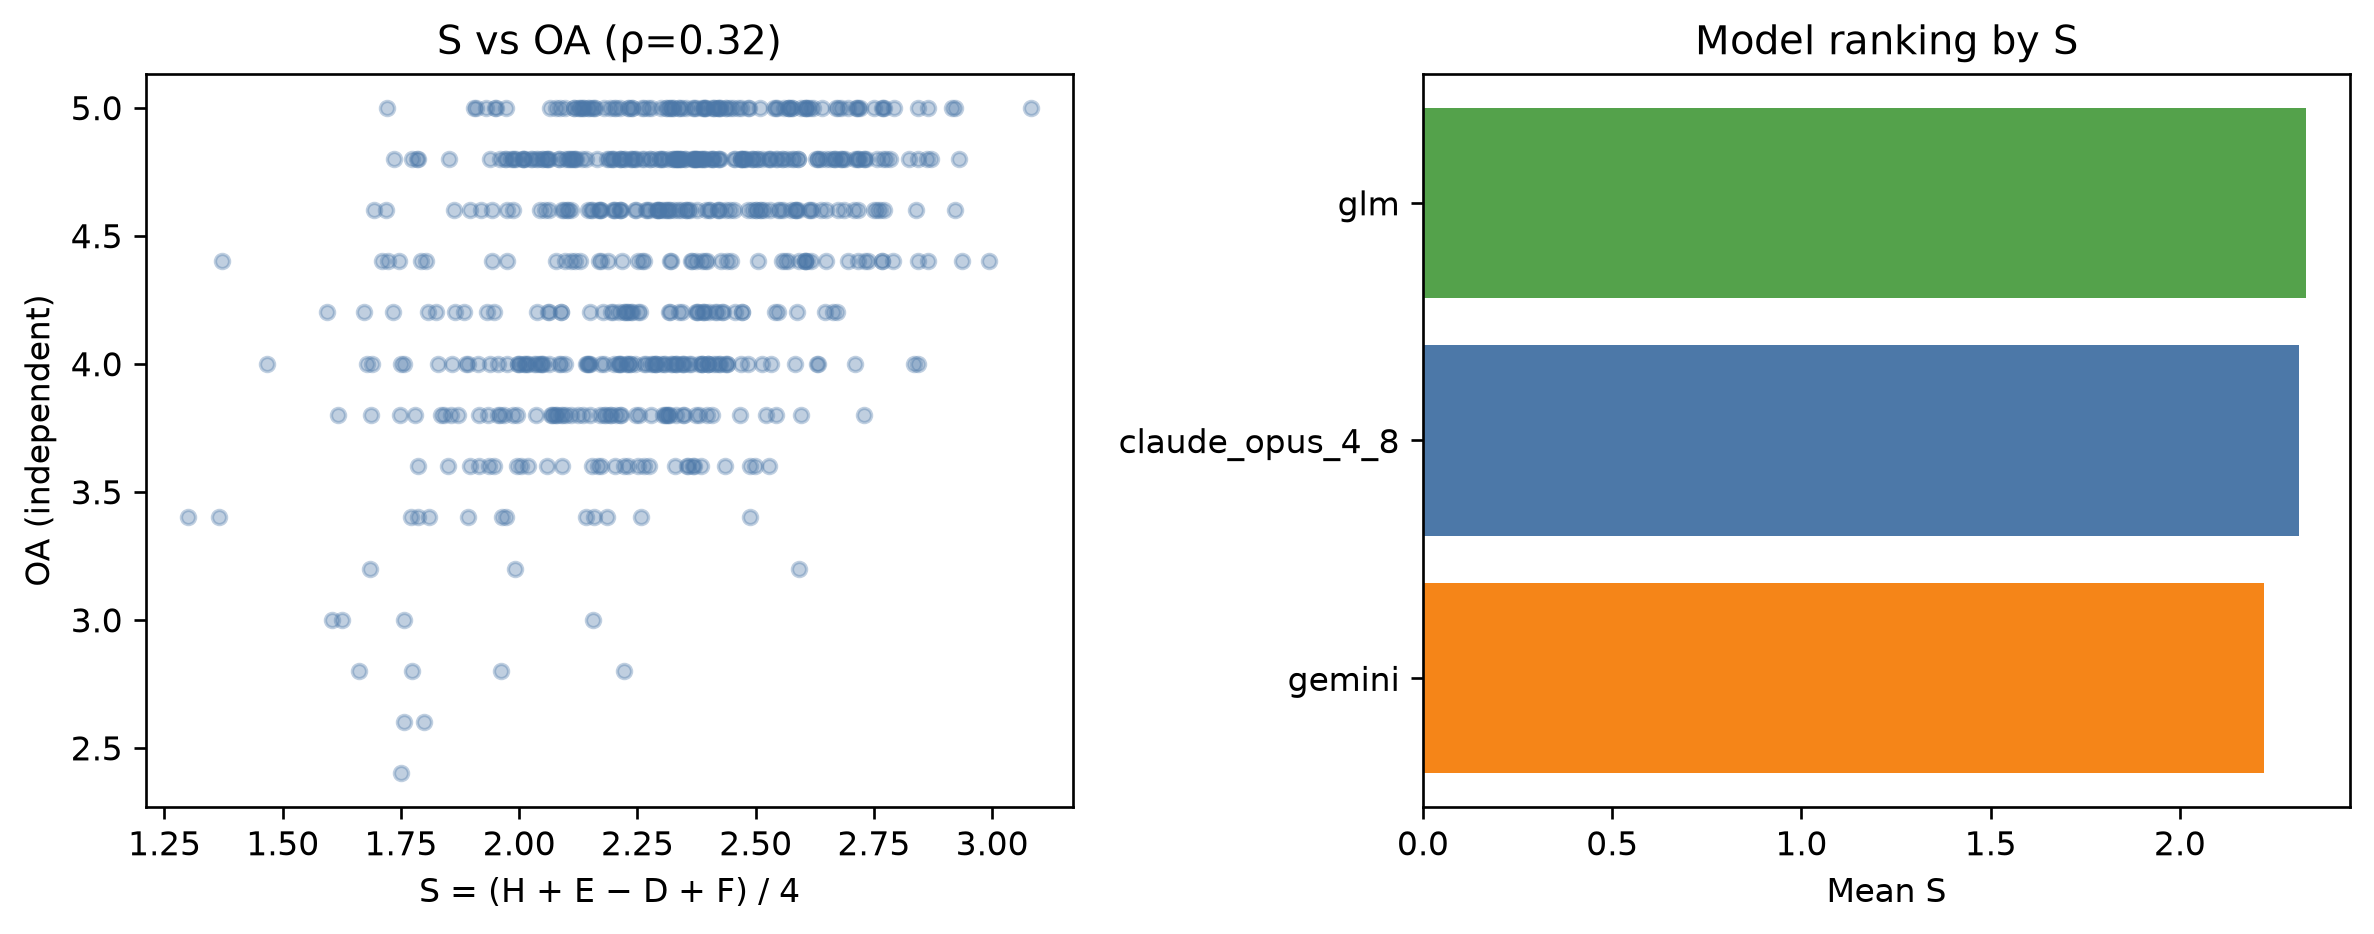 S vs OA (ρ=0.32)
OA (independent)
5.0
4.5
4.0
3.5
3.0
2.5
1.25 1.50 1.75 2.00 2.25 2.50 2.75 3.00
S = (H + E − D + F) / 4
Model ranking by S
glm
claude_opus_4_8
gemini
0.0 0.5 1.0 1.5 2.0
Mean S